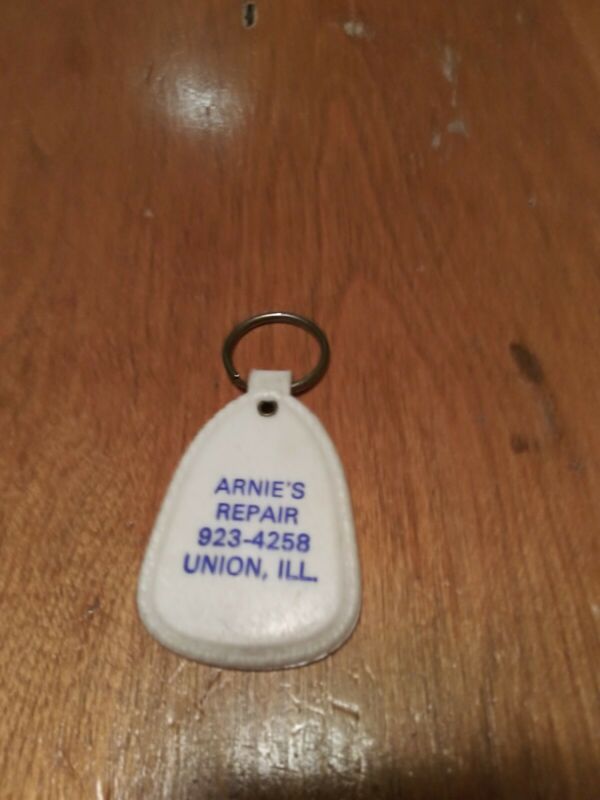 ARNIE'S
REPAIR
923-4258
UNION, ILL.